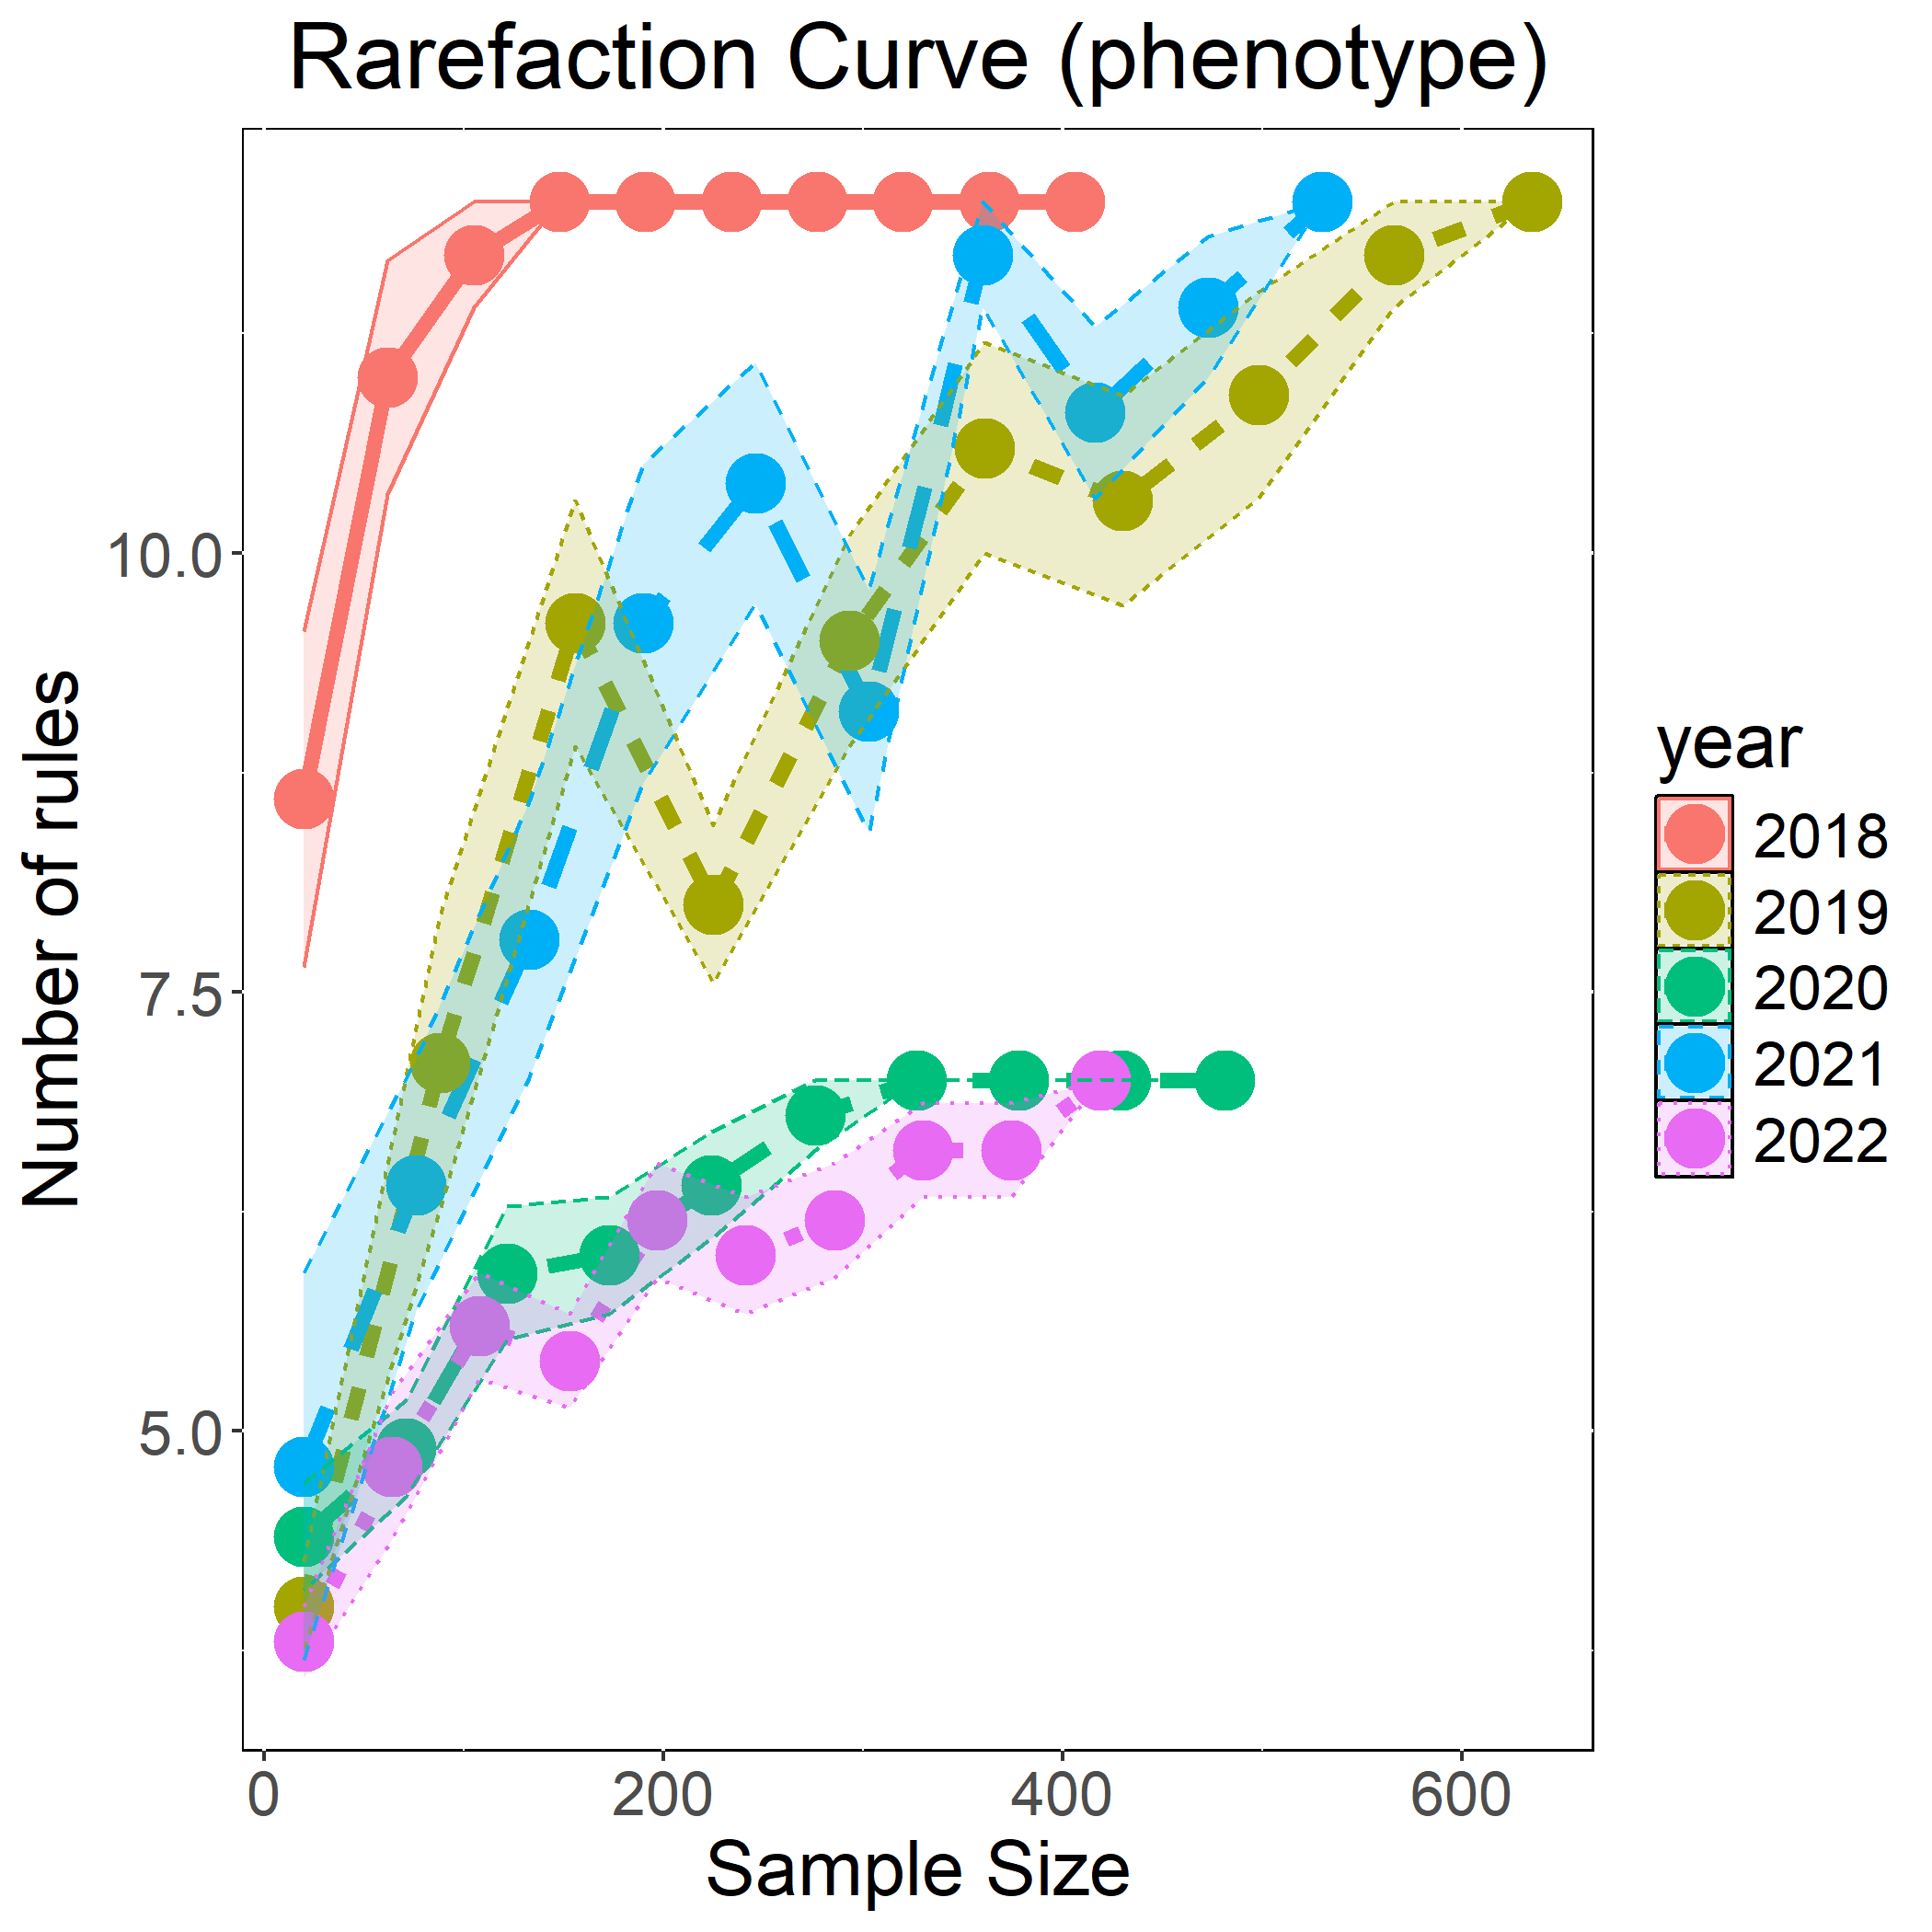 Rarefaction Curve (phenotype)
Number of rules
10.0
7.5
5.0
0 200 400 600
Sample Size
year
2018
2019
2020
2021
2022